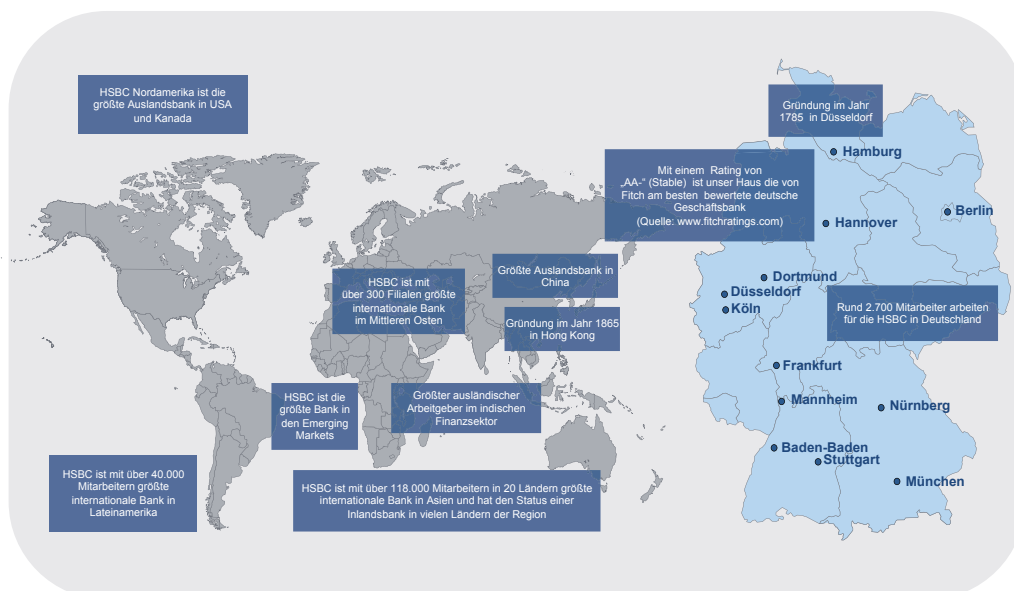 HSBC Nordamerika ist die
größte Auslandsbank in USA
und Kanada
Gründung im Jahr
1785 in Düsseldorf
Mit einem Rating von
„AA-" (Stable) ist unser Haus die von
Fitch am besten bewertete deutsche
Geschäftsbank
(Quelle: www.fitchratings.com)
Hamburg
Berlin
Hannover
Dortmund
Düsseldorf
Köln
Rund 2.700 Mitarbeiter arbeiten
für die HSBC in Deutschland
Frankfurt
Mannheim
Nürnberg
Baden-Baden
Stuttgart
München
HSBC ist mit
über 300 Filialen größte
internationale Bank
im Mittleren Osten
Größte Auslandsbank in
China
Gründung im Jahr 1865
in Hong Kong
HSBC ist die
größte Bank in
den Emerging
Markets
Größter ausländischer
Arbeitgeber im indischen
Finanzsektor
HSBC ist mit über 40.000
Mitarbeitern größte
internationale Bank in
Lateinamerika
HSBC ist mit über 118.000 Mitarbeitern in 20 Ländern größte
internationale Bank in Asien und hat den Status einer
Inlandsbank in vielen Ländern der Region